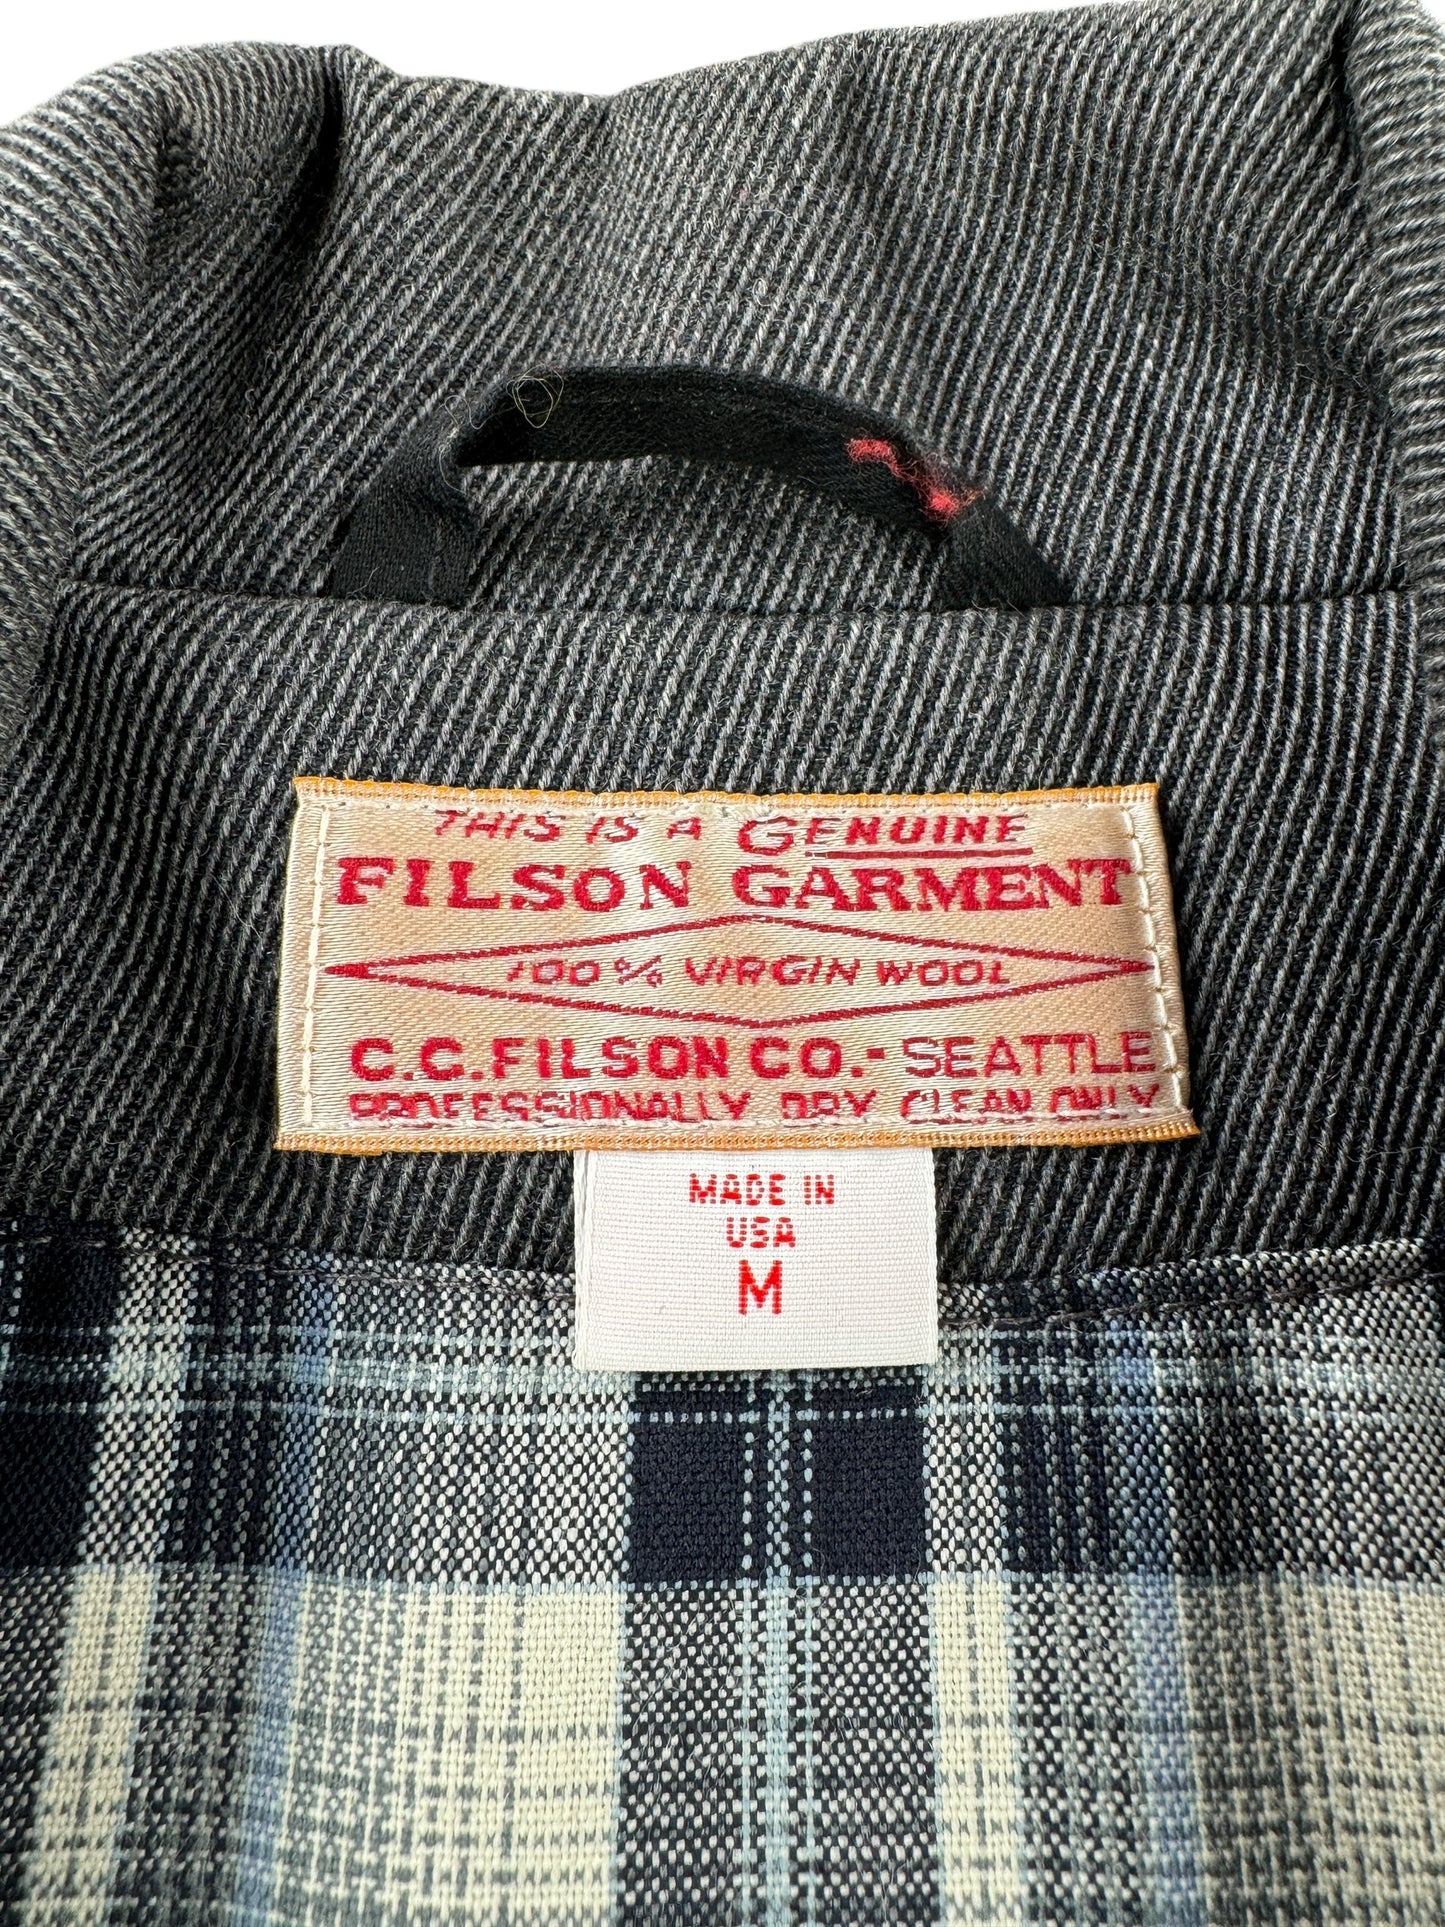 THIS IS A GENUINE
FILSON GARMENT
100% VIRGIN WOOL
C.C. FILSON CO. · SEATTLE
PROFESSIONALLY DRY CLEAN ONLY
MADE IN
USA
M